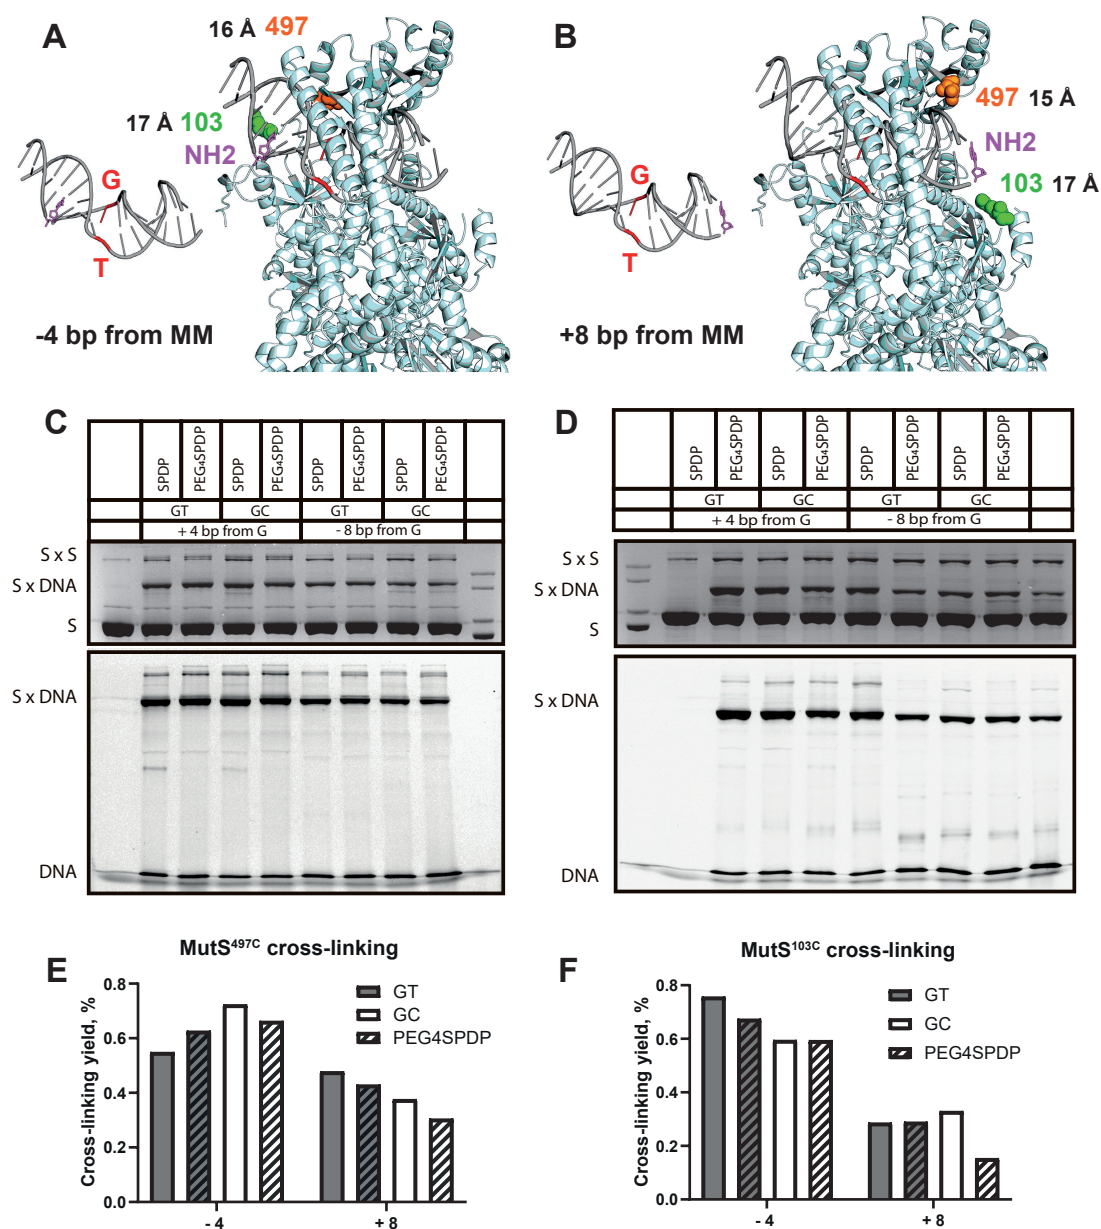 A
16 Å 497
17 Å 103
NH2
G
T
-4 bp from MM
B
497 15 Å
NH2
103 17 Å
G
T
+8 bp from MM
C
SPDP PEG₄SPDP SPDP PEG₄SPDP SPDP PEG₄SPDP SPDP PEG₄SPDP
GT GC GT GC
+ 4 bp from G - 8 bp from G
S x S
S x DNA
S
S x DNA
DNA
D
SPDP PEG₄SPDP SPDP PEG₄SPDP SPDP PEG₄SPDP SPDP PEG₄SPDP
GT GC GT GC
+ 4 bp from G - 8 bp from G
S x S
S x DNA
S
S x DNA
DNA
E
MutS⁴⁹⁷ᶜ cross-linking
Cross-linking yield, %
0.8
0.6
0.4
0.2
0.0
- 4 + 8
GT
GC
PEG4SPDP
F
MutS¹⁰³ᶜ cross-linking
Cross-linking yield, %
0.8
0.6
0.4
0.2
0.0
- 4 + 8
GT
GC
PEG4SPDP